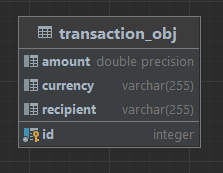 transaction_obj
amount double precision
currency varchar(255)
recipient varchar(255)
id integer